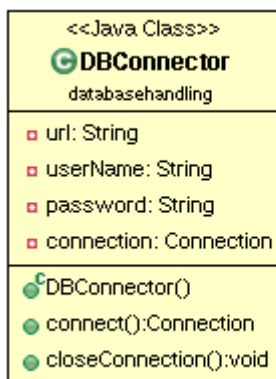 <<Java Class>>
C DBConnector
databasehandling
url: String
userName: String
password: String
connection: Connection
C DBConnector()
connect():Connection
closeConnection():void